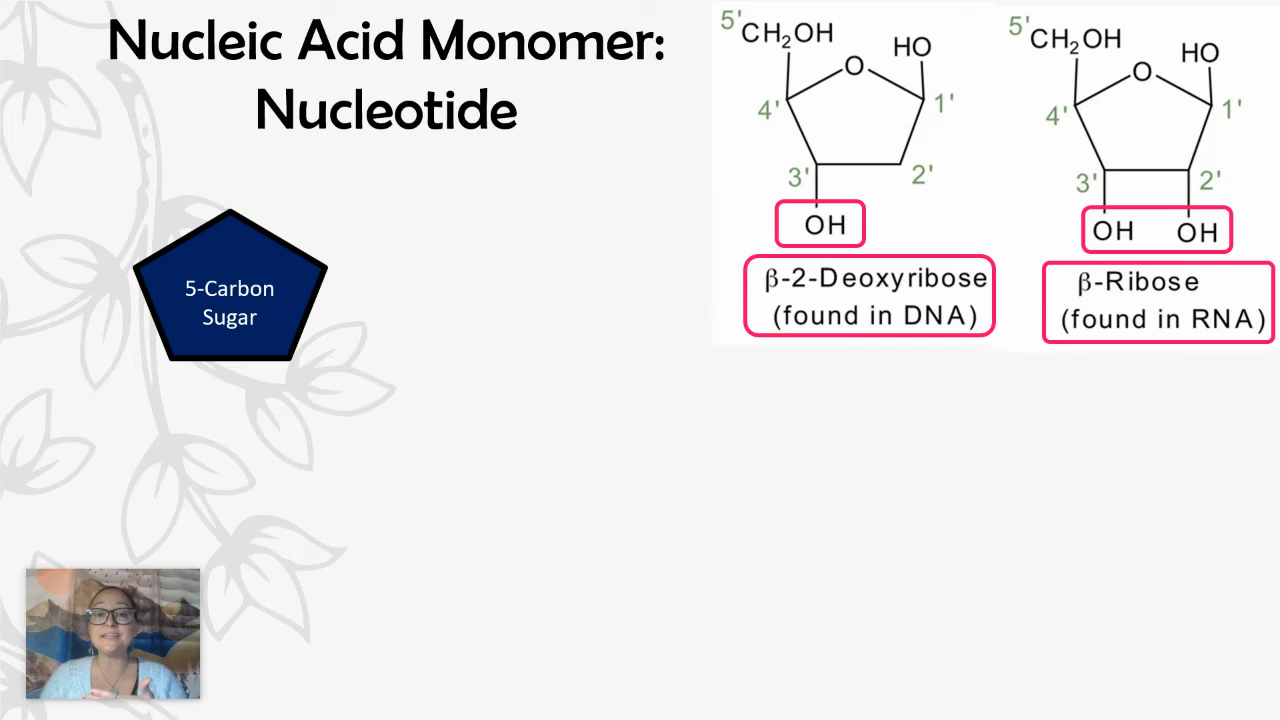 Nucleic Acid Monomer:
Nucleotide
5-Carbon
Sugar
5'
CH₂OH
HO
O
4'
1'
3'
2'
OH
β-2-Deoxyribose
(found in DNA)
5'
CH₂OH
HO
O
4'
1'
3'
2'
OH OH
β-Ribose
(found in RNA)